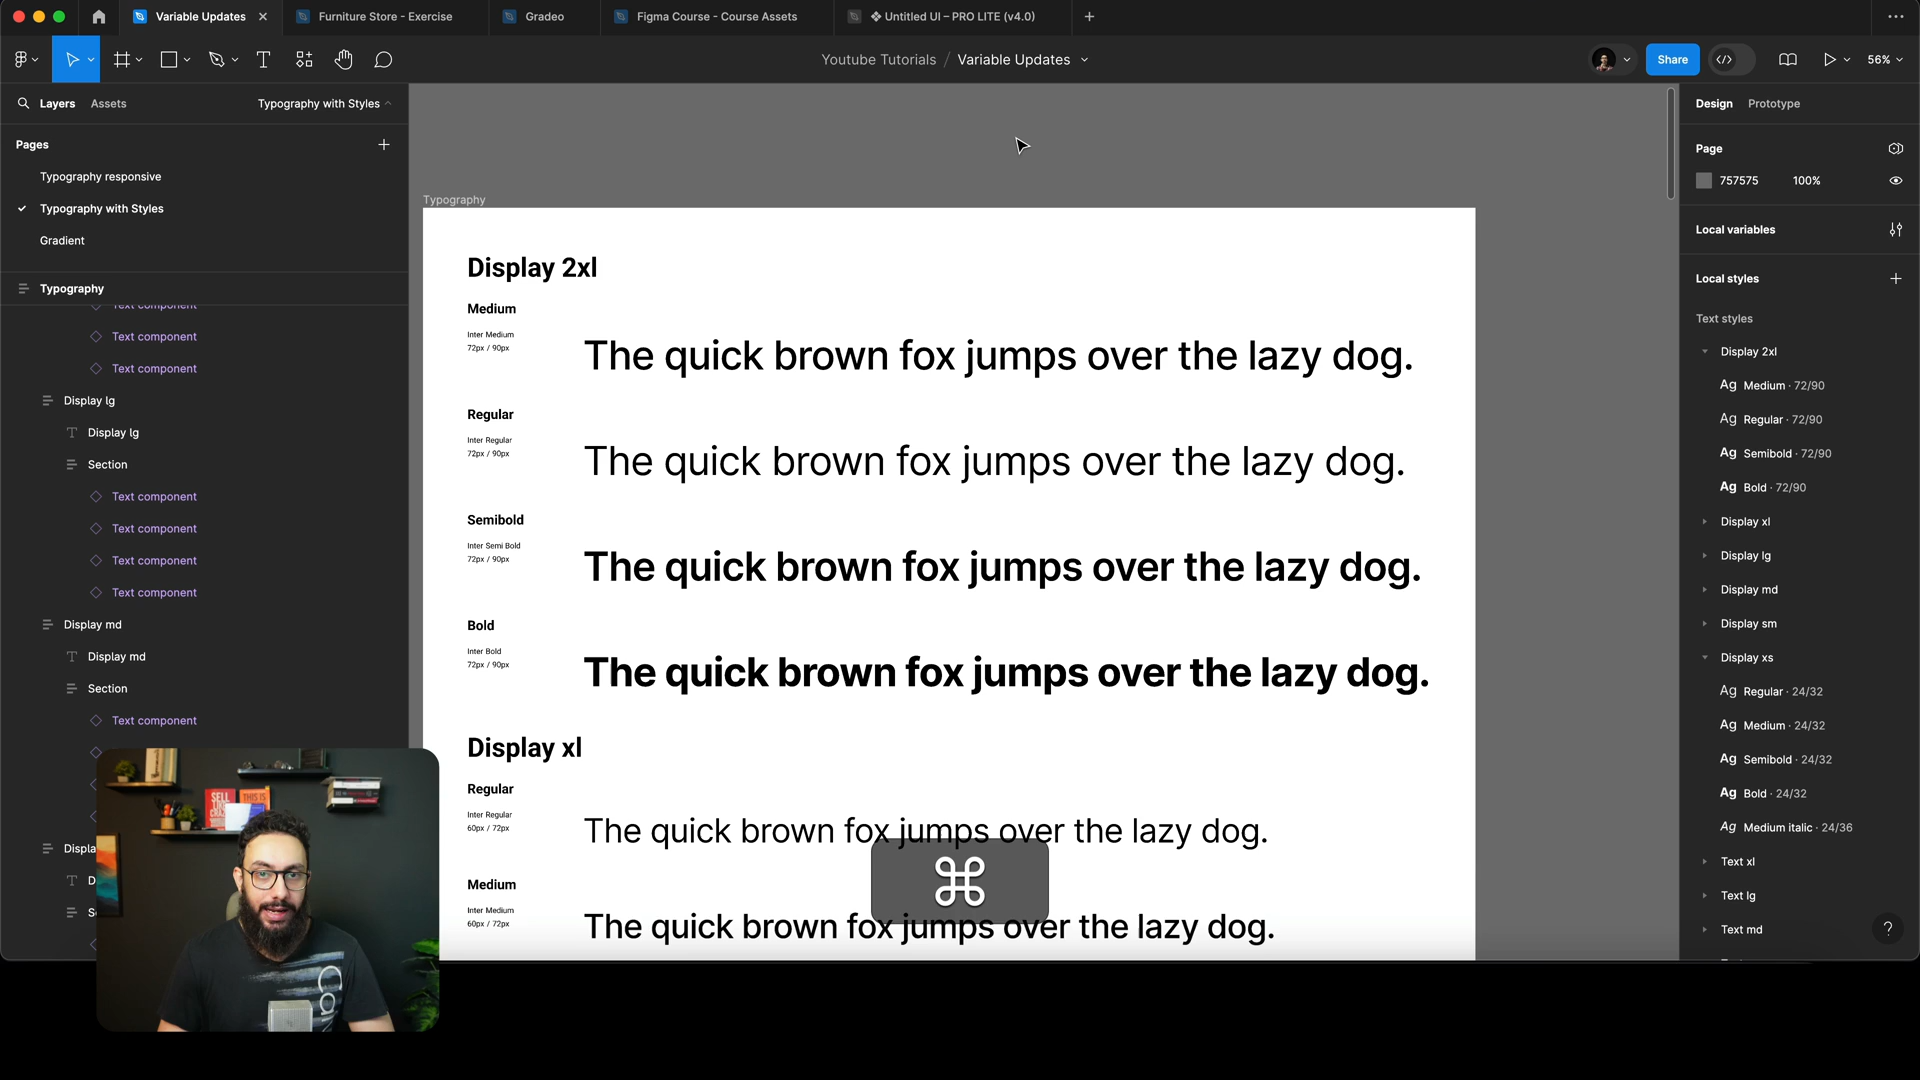 Variable Updates
Furniture Store - Exercise
Gradeo
Figma Course - Course Assets
❖ Untitled UI – PRO LITE (v4.0)
Youtube Tutorials / Variable Updates
Share
56%
Layers
Assets
Typography with Styles
Pages
Typography responsive
Typography with Styles
Gradient
Typography
Text component
Text component
Text component
Display lg
Display lg
Section
Text component
Text component
Text component
Text component
Display md
Display md
Section
Text component
Typography
Display 2xl
Medium
Inter Medium
72px / 90px
The quick brown fox jumps over the lazy dog.
Regular
Inter Regular
72px / 90px
The quick brown fox jumps over the lazy dog.
Semibold
Inter Semi Bold
72px / 90px
The quick brown fox jumps over the lazy dog.
Bold
Inter Bold
72px / 90px
The quick brown fox jumps over the lazy dog.
Display xl
Regular
Inter Regular
60px / 72px
The quick brown fox jumps over the lazy dog.
Medium
Inter Medium
60px / 72px
The quick brown fox jumps over the lazy dog.
⌘
Design
Prototype
Page
757575
100%
Local variables
Local styles
Text styles
Display 2xl
Ag Medium · 72/90
Ag Regular · 72/90
Ag Semibold · 72/90
Ag Bold · 72/90
Display xl
Display lg
Display md
Display sm
Display xs
Ag Regular · 24/32
Ag Medium · 24/32
Ag Semibold · 24/32
Ag Bold · 24/32
Ag Medium italic · 24/36
Text xl
Text lg
Text md
?